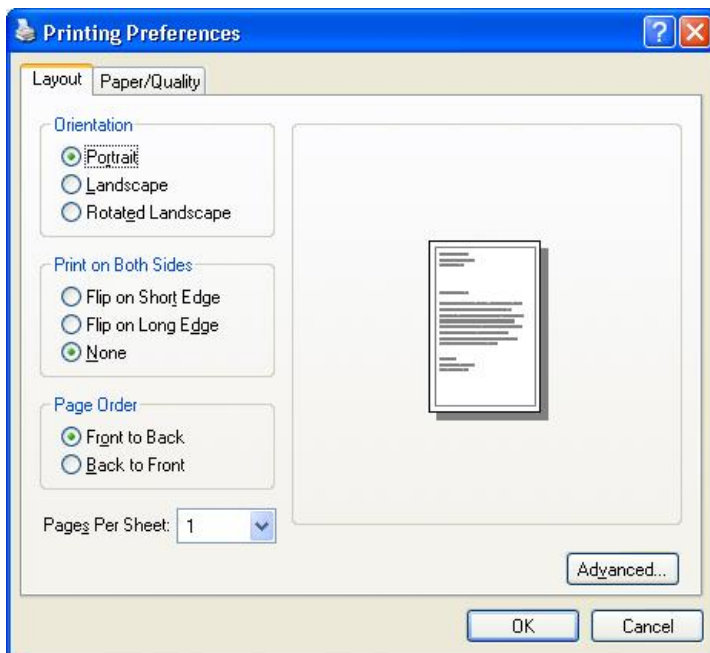 Printing Preferences
Layout
Paper/Quality
Orientation
Portrait
Landscape
Rotated Landscape
Print on Both Sides
Flip on Short Edge
Flip on Long Edge
None
Page Order
Front to Back
Back to Front
Pages Per Sheet: 1
Advanced...
OK
Cancel